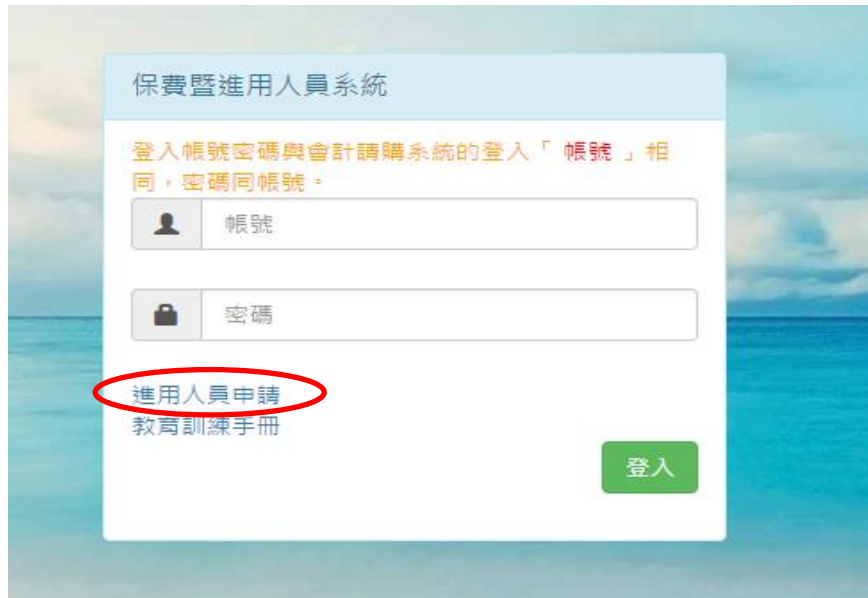 保費暨進用人員系統
登入帳號密碼與會計請購系統的登入「 帳號 」相
同，密碼同帳號。
帳號
密碼
進用人員申請
教育訓練手冊
登入